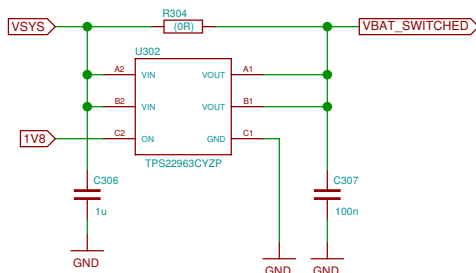 R304
VSYS
(0R)
VBAT_SWITCHED
U302
A2 VIN VOUT A1
B2 VIN VOUT B1
C2 ON GND C1
1V8
TPS22963CYZP
C306
1u
C307
100n
GND
GND
GND